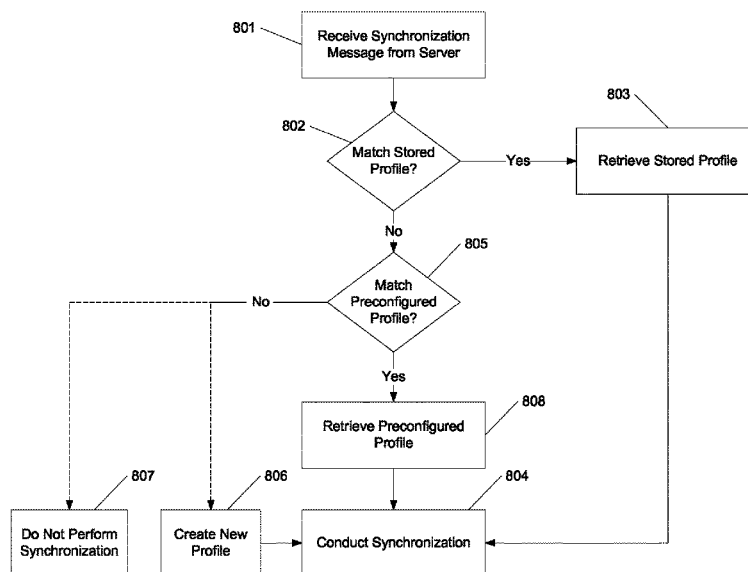 801
Receive Synchronization
Message from Server
802
803
Match Stored
Profile?
Yes
Retrieve Stored Profile
No
805
Match
Preconfigured
Profile?
No
Yes
808
Retrieve Preconfigured
Profile
807
806
804
Do Not Perform
Synchronization
Create New
Profile
Conduct Synchronization